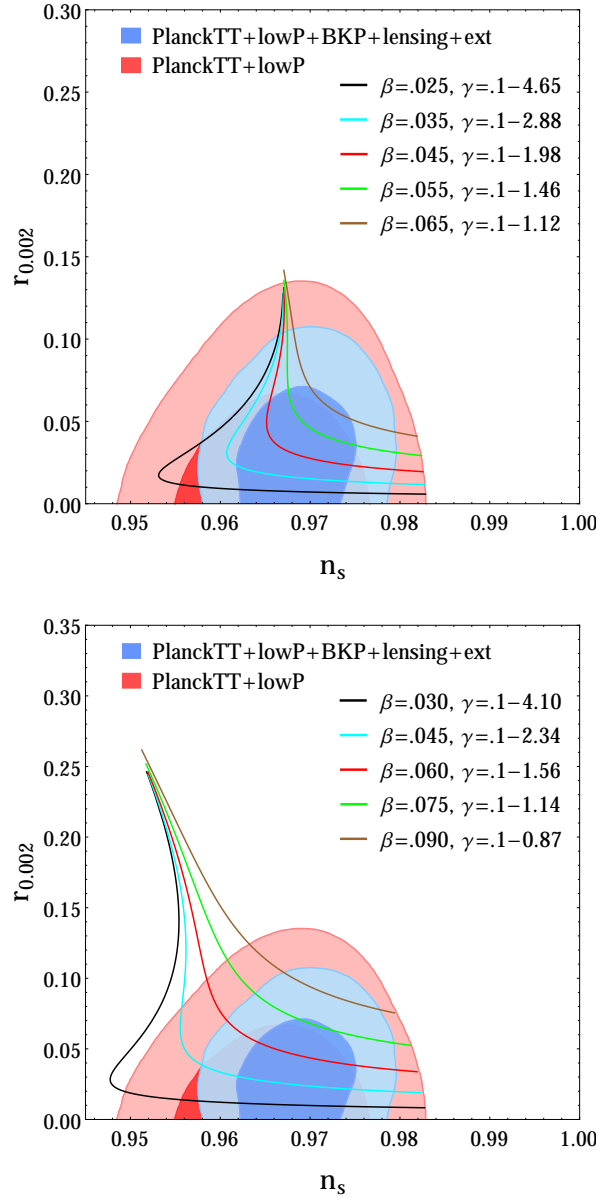 0.30
PlanckTT+lowP+BKP+lensing+ext
PlanckTT+lowP
0.25
β=.025, γ=.1−4.65
β=.035, γ=.1−2.88
0.20
β=.045, γ=.1−1.98
β=.055, γ=.1−1.46
β=.065, γ=.1−1.12
0.15
r0.002
0.10
0.05
0.00
0.95 0.96 0.97 0.98 0.99 1.00
ns
0.35
PlanckTT+lowP+BKP+lensing+ext
PlanckTT+lowP
0.30
β=.030, γ=.1−4.10
β=.045, γ=.1−2.34
0.25
β=.060, γ=.1−1.56
β=.075, γ=.1−1.14
0.20
β=.090, γ=.1−0.87
r0.002
0.15
0.10
0.05
0.00
0.95 0.96 0.97 0.98 0.99 1.00
ns